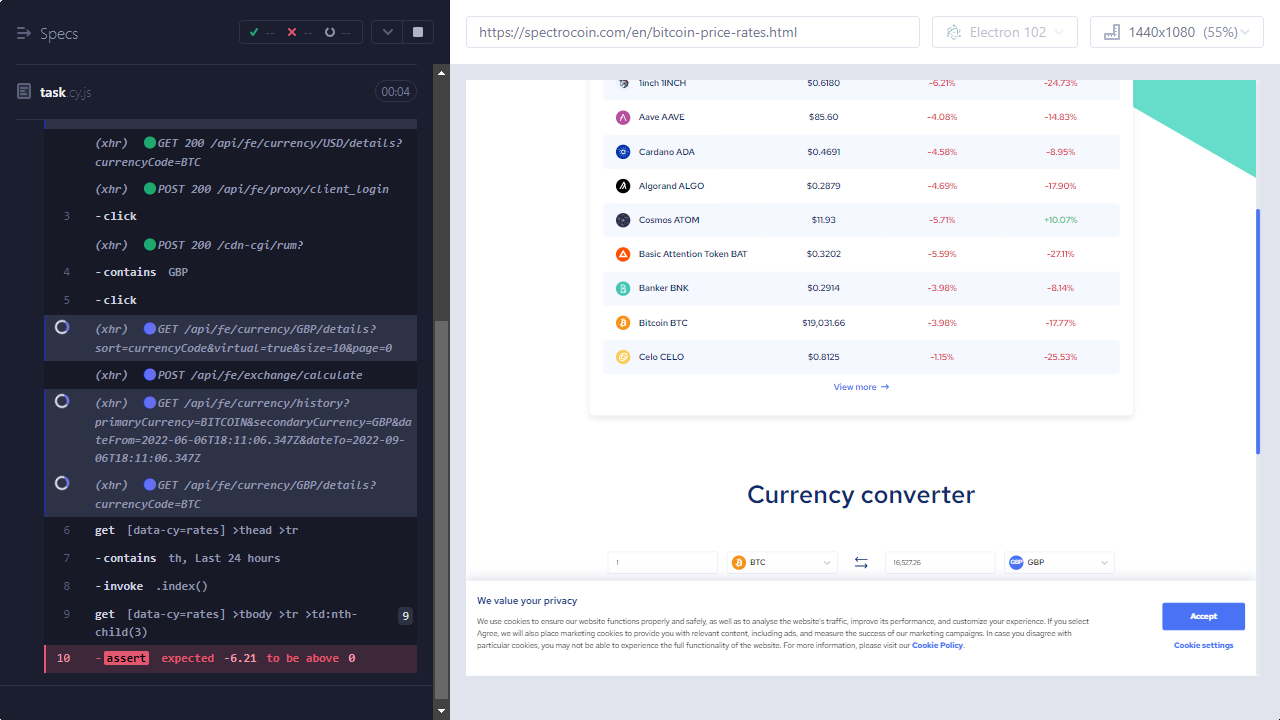 Specs
--
--
--
task.cy.js
00:04
(xhr) GET 200 /api/fe/currency/USD/details?
currencyCode=BTC
(xhr) POST 200 /api/fe/proxy/client_login
3 -click
(xhr) POST 200 /cdn-cgi/rum?
4 -contains GBP
5 -click
(xhr) GET /api/fe/currency/GBP/details?
sort=currencyCode&virtual=true&size=10&page=0
(xhr) POST /api/fe/exchange/calculate
(xhr) GET /api/fe/currency/history?
primaryCurrency=BITCOIN&secondaryCurrency=GBP&da
teFrom=2022-06-06T18:11:06.347Z&dateTo=2022-09-
06T18:11:06.347Z
(xhr) GET /api/fe/currency/GBP/details?
currencyCode=BTC
6 get [data-cy=rates] >thead >tr
7 -contains th, Last 24 hours
8 -invoke .index()
9 get [data-cy=rates] >tbody >tr >td:nth-
child(3)
9
10 -assert expected -6.21 to be above 0
https://spectrocoin.com/en/bitcoin-price-rates.html
Electron 102
1440x1080 (55%)
1inch 1INCH $0.6180 -6.21% -24.73%
Aave AAVE $85.60 -4.08% -14.83%
Cardano ADA $0.4691 -4.58% -8.95%
Algorand ALGO $0.2879 -4.69% -17.90%
Cosmos ATOM $11.93 -5.71% +10.07%
Basic Attention Token BAT $0.3202 -5.59% -27.11%
Banker BNK $0.2914 -3.98% -8.14%
Bitcoin BTC $19,031.66 -3.98% -17.77%
Celo CELO $0.8125 -1.15% -25.53%
View more →
Currency converter
1 BTC 16,527.26 GBP GBP
We value your privacy
We use cookies to ensure our website functions properly and safely, as well as to analyse the website's traffic, improve its performance, and customize your experience. If you select
Agree, we will also place marketing cookies to provide you with relevant content, including ads, and measure the success of our marketing campaigns. In case you disagree with
particular cookies, you may not be able to experience the full functionality of the website. For more information, please visit our Cookie Policy.
Accept
Cookie settings